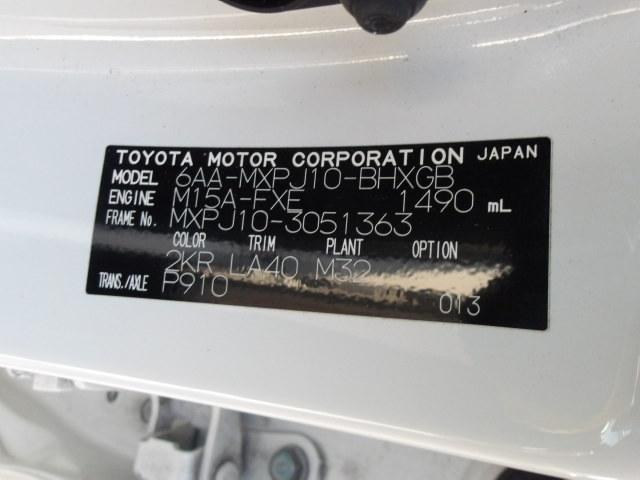 TOYOTA MOTOR CORPORATION JAPAN
MODEL 6AA-MXPJ10-BHXGB
ENGINE M15A-FXE 1490 mL
FRAME No. MXPJ10-3051363
COLOR TRIM PLANT OPTION
2KR LA40 M32
TRANS./AXLE P910
013